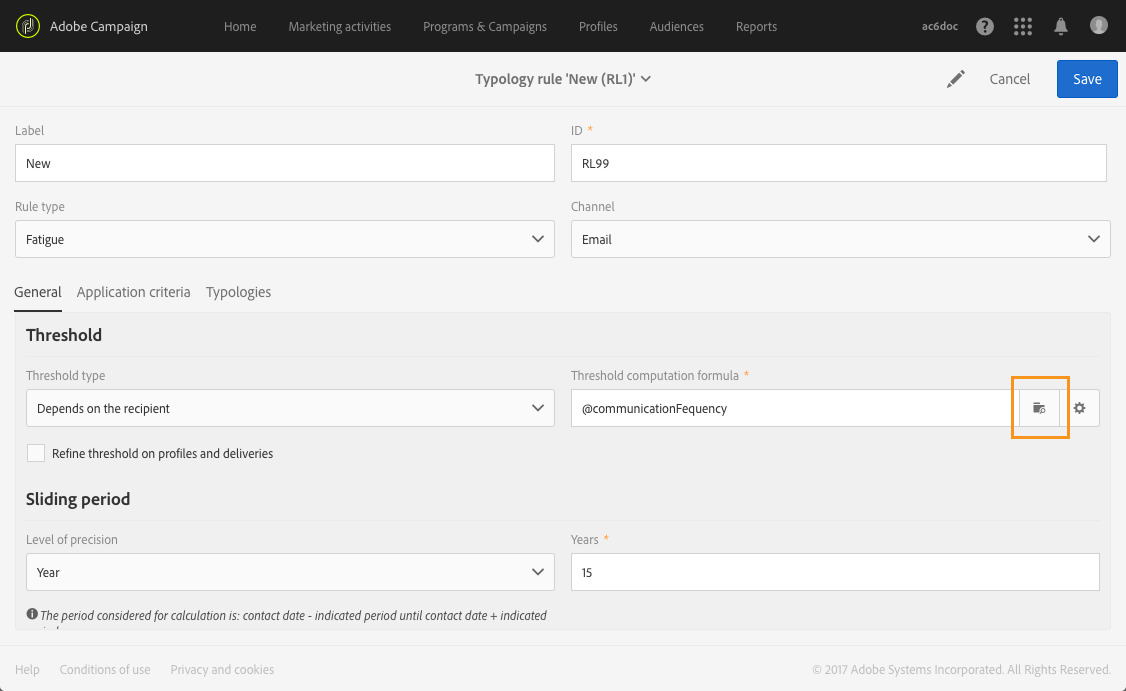 Adobe Campaign Home Marketing activities Programs & Campaigns Profiles Audiences Reports ac6doc
Typology rule 'New (RL1)' Cancel Save
Label ID *
New RL99
Rule type Channel
Fatigue Email
General Application criteria Typologies
Threshold
Threshold type Threshold computation formula *
Depends on the recipient @communicationFequency
Refine threshold on profiles and deliveries
Sliding period
Level of precision Years *
Year 15
The period considered for calculation is: contact date - indicated period until contact date + indicated
Help Conditions of use Privacy and cookies © 2017 Adobe Systems Incorporated. All Rights Reserved.